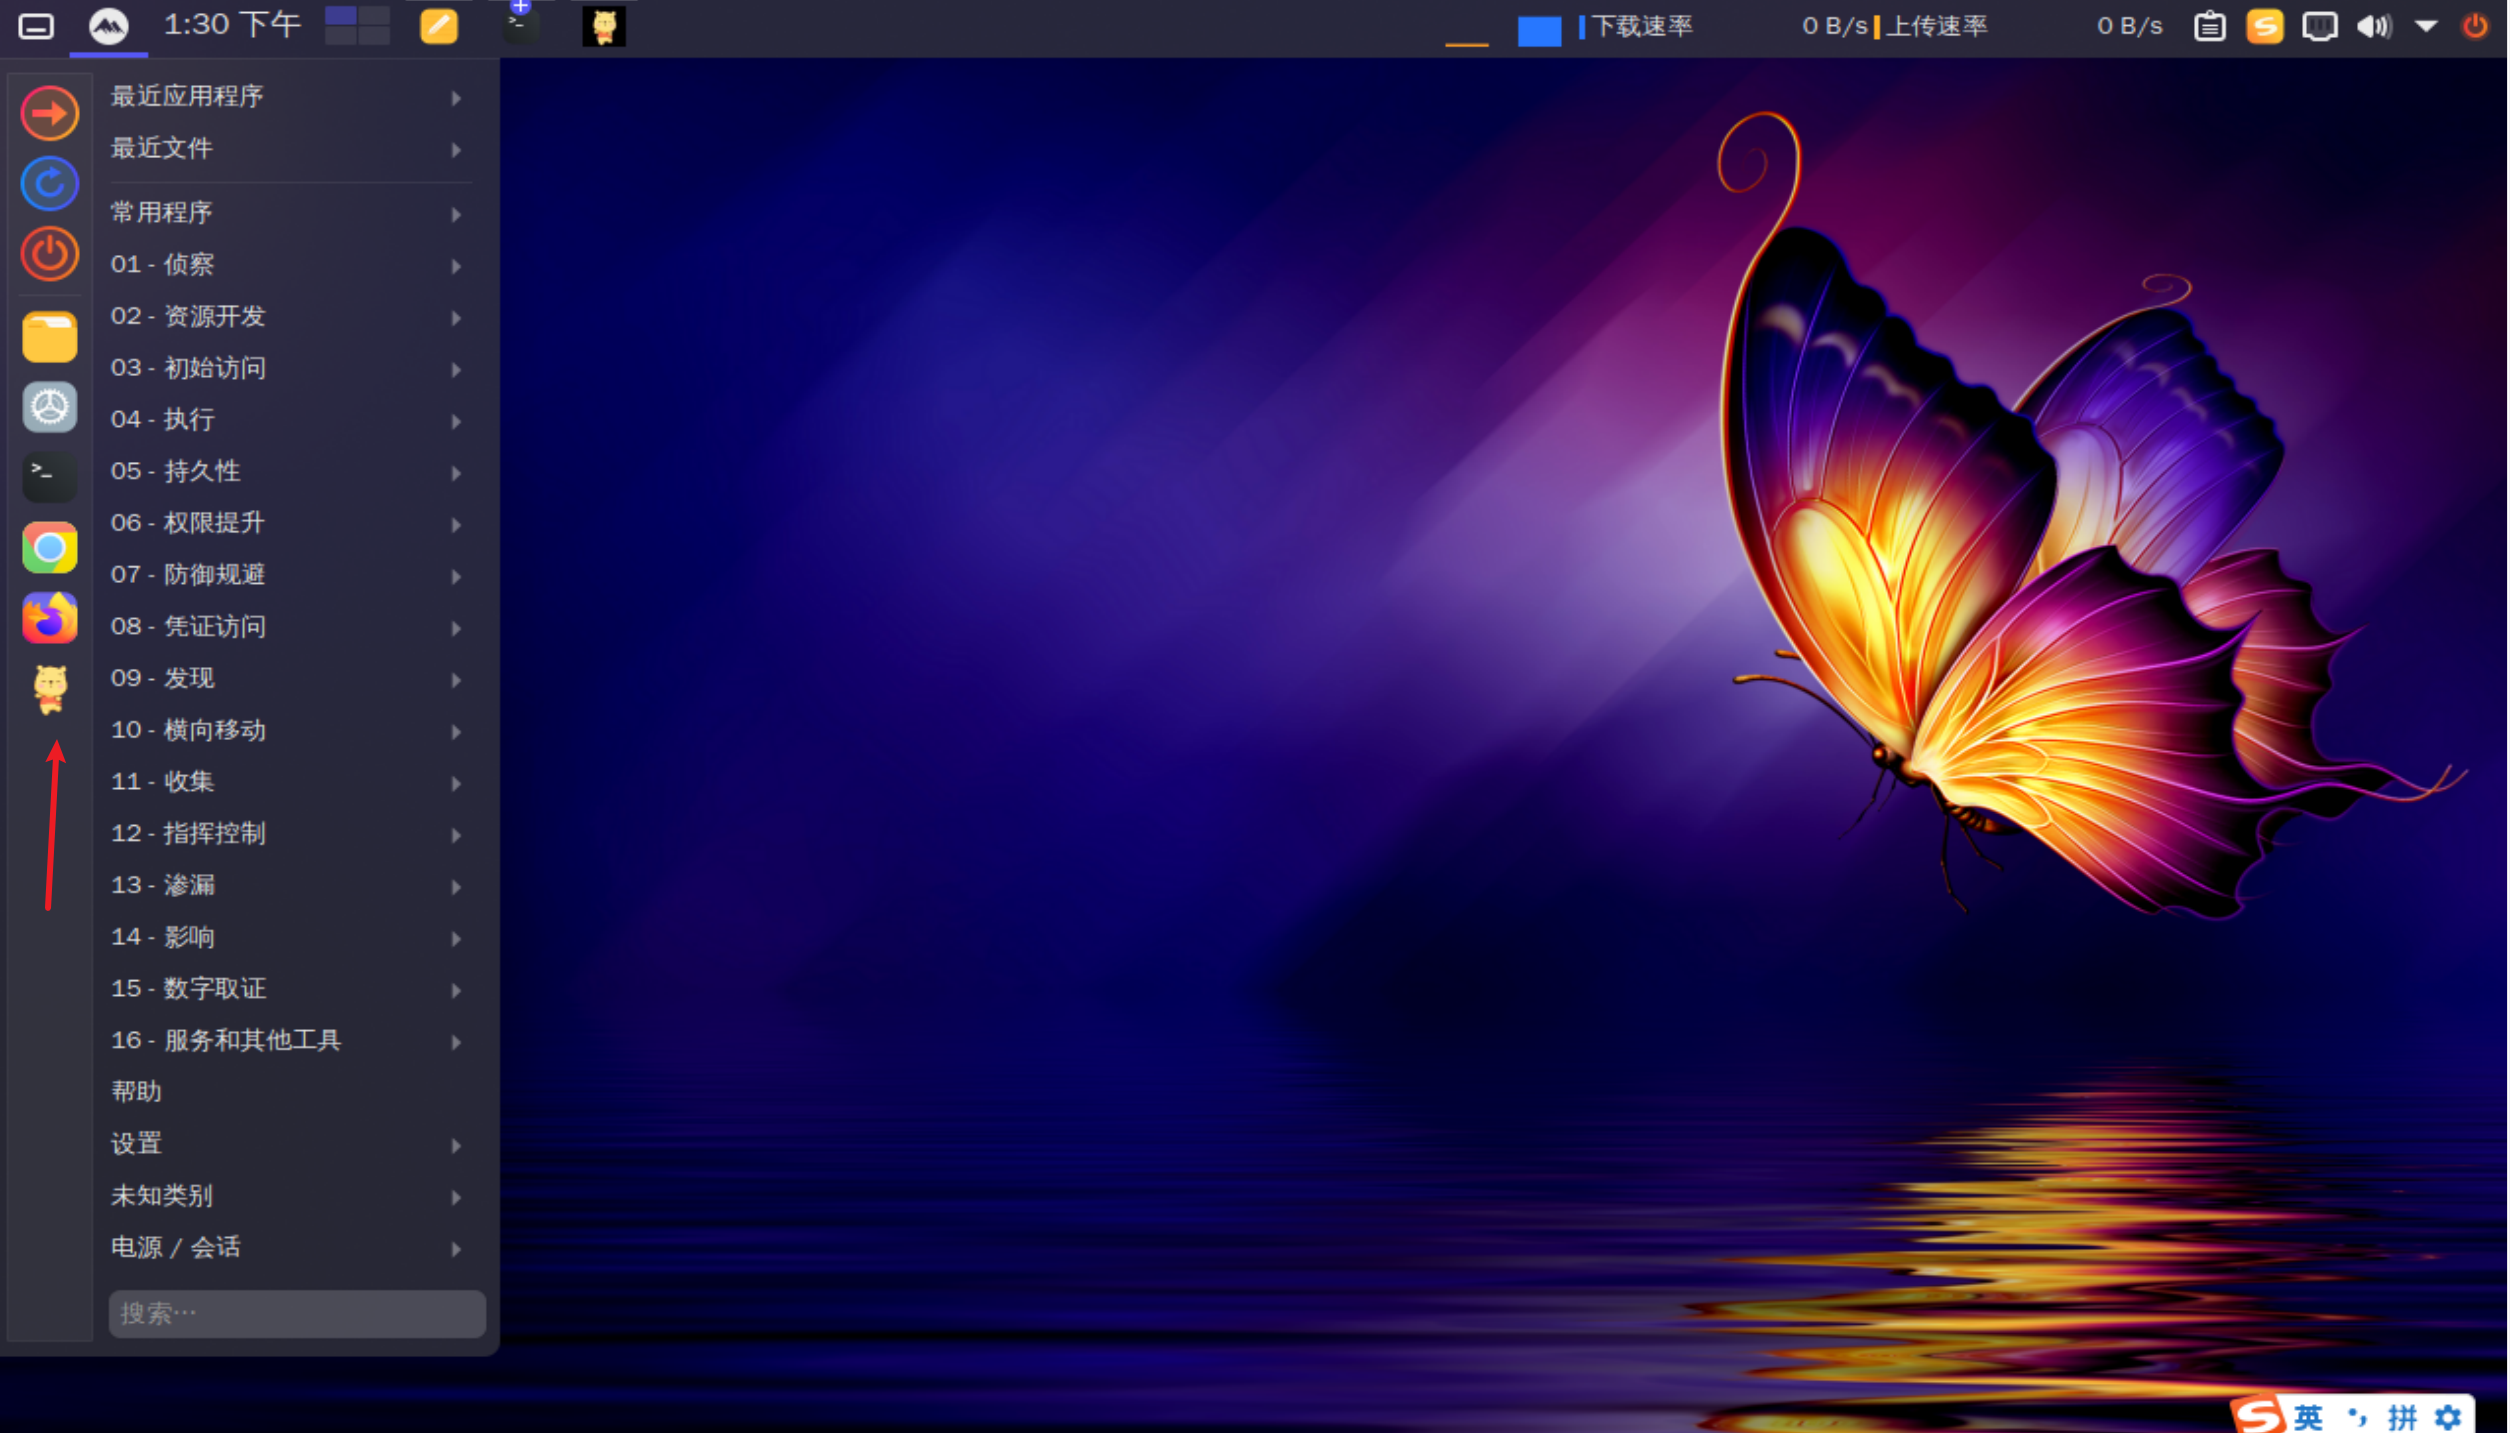 1:30 下午
>_
下载速率
0 B/s
上传速率
0 B/s
S
最近应用程序
最近文件
常用程序
01 - 侦察
02 - 资源开发
03 - 初始访问
04 - 执行
05 - 持久性
06 - 权限提升
07 - 防御规避
08 - 凭证访问
09 - 发现
10 - 横向移动
11 - 收集
12 - 指挥控制
13 - 渗漏
14 - 影响
15 - 数字取证
16 - 服务和其他工具
帮助
设置
未知类别
电源 / 会话
搜索…
>_
S 英 •, 拼